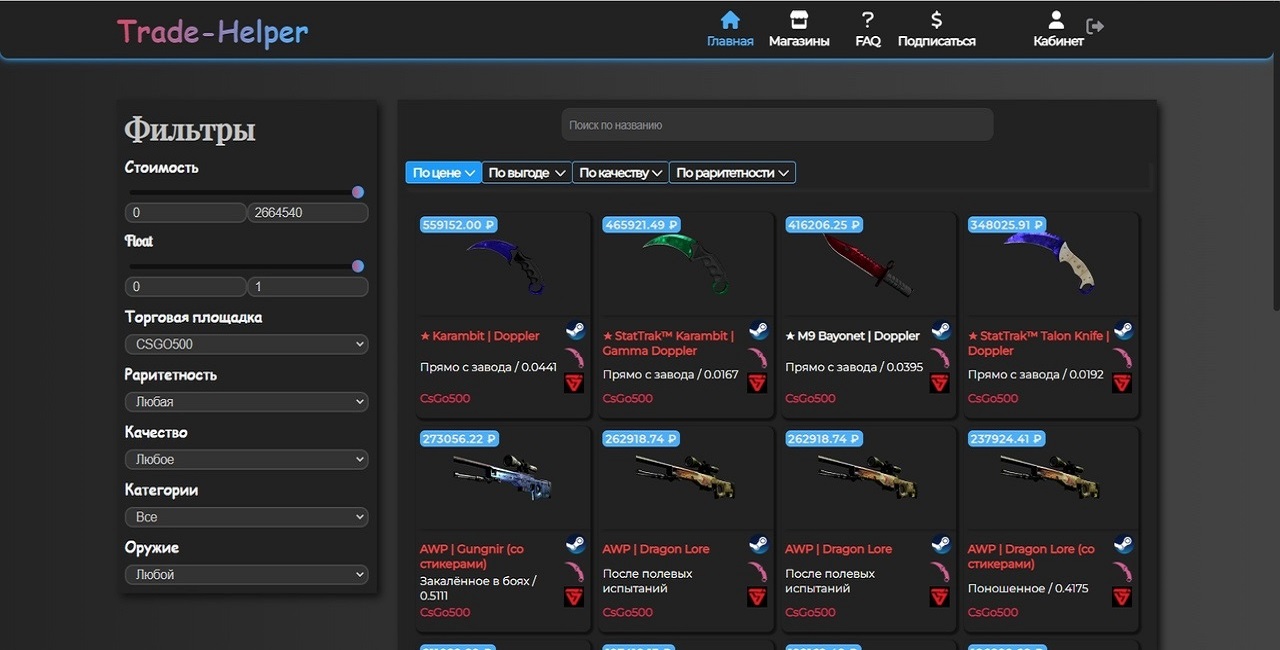 Trade-Helper
Главная
Магазины
FAQ
Подписаться
Кабинет
Фильтры
Стоимость
0
2664540
Float
0
1
Торговая площадка
CSGO500
Раритетность
Любая
Качество
Любое
Категории
Все
Оружие
Любой
Поиск по названию
По цене
По выгоде
По качеству
По раритетности
559152.00 ₽
★ Karambit | Doppler
Прямо с завода / 0.0441
CsGo500
465921.49 ₽
★ StatTrak™ Karambit |
Gamma Doppler
Прямо с завода / 0.0167
CsGo500
416206.25 ₽
★ M9 Bayonet | Doppler
Прямо с завода / 0.0395
CsGo500
348025.91 ₽
★ StatTrak™ Talon Knife |
Doppler
Прямо с завода / 0.0192
CsGo500
273056.22 ₽
AWP | Gungnir (со
стикерами)
Закалённое в боях /
0.5111
CsGo500
262918.74 ₽
AWP | Dragon Lore
После полевых
испытаний
CsGo500
262918.74 ₽
AWP | Dragon Lore
После полевых
испытаний
CsGo500
237924.41 ₽
AWP | Dragon Lore (со
стикерами)
Поношенное / 0.4175
CsGo500